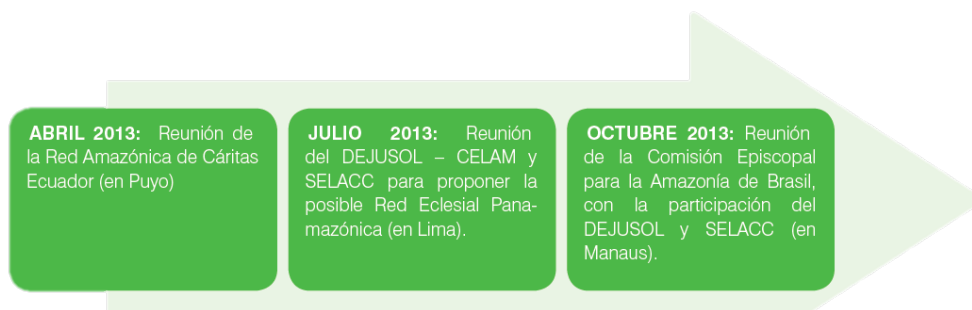 ABRIL 2013: Reunión de
la Red Amazónica de Cáritas
Ecuador (en Puyo)
JULIO 2013: Reunión
del DEJUSOL – CELAM y
SELACC para proponer la
posible Red Eclesial Pana-
mazónica (en Lima).
OCTUBRE 2013: Reunión
de la Comisión Episcopal
para la Amazonía de Brasil,
con la participación del
DEJUSOL y SELACC (en
Manaus).